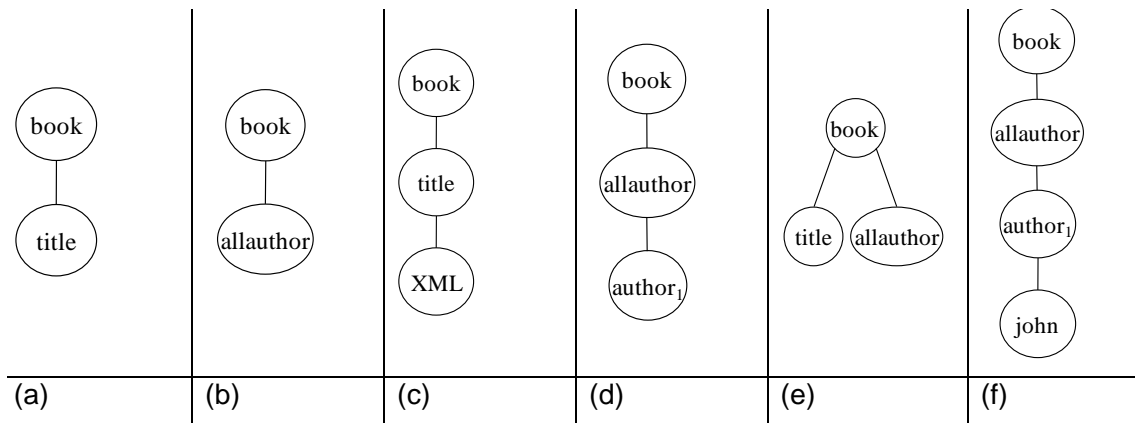 book
title
book
allauthor
book
title
XML
book
allauthor
author₁
book
title allauthor
book
allauthor
author₁
john
(a) (b) (c) (d) (e) (f)